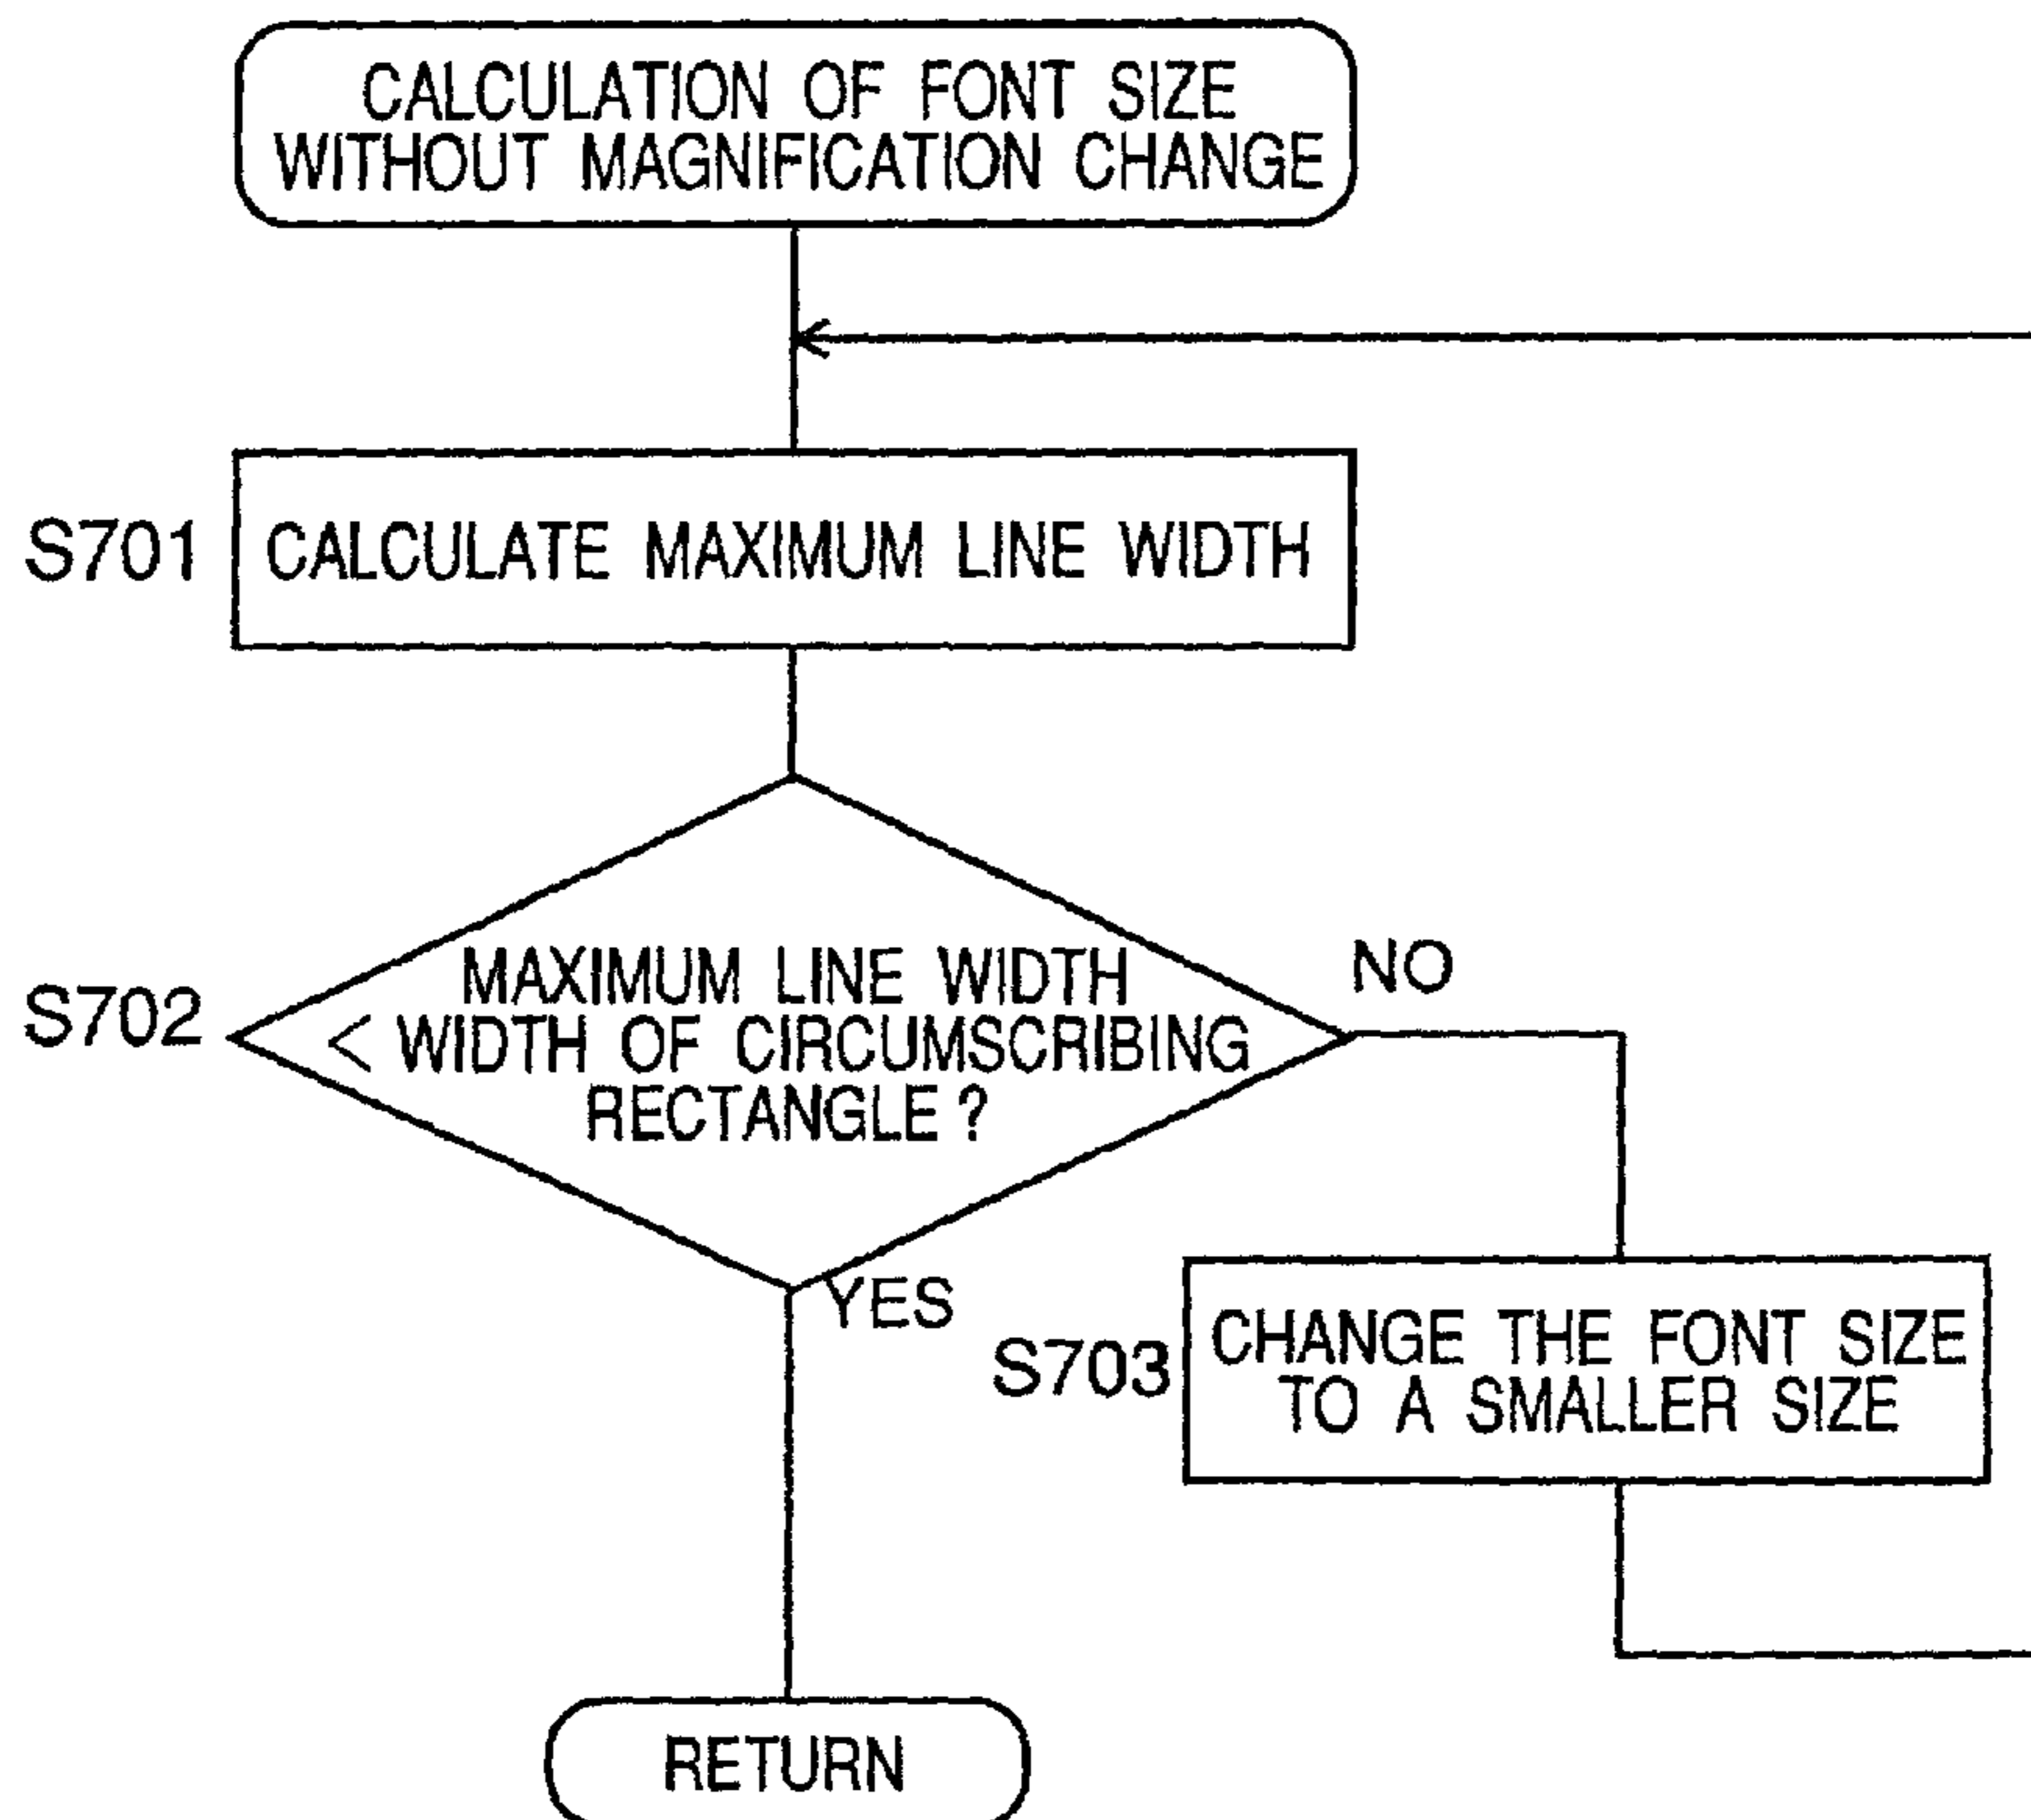 CALCULATION OF FONT SIZE
WITHOUT MAGNIFICATION CHANGE
S701
CALCULATE MAXIMUM LINE WIDTH
S702
MAXIMUM LINE WIDTH
< WIDTH OF CIRCUMSCRIBING
RECTANGLE ?
NO
YES
S703
CHANGE THE FONT SIZE
TO A SMALLER SIZE
RETURN